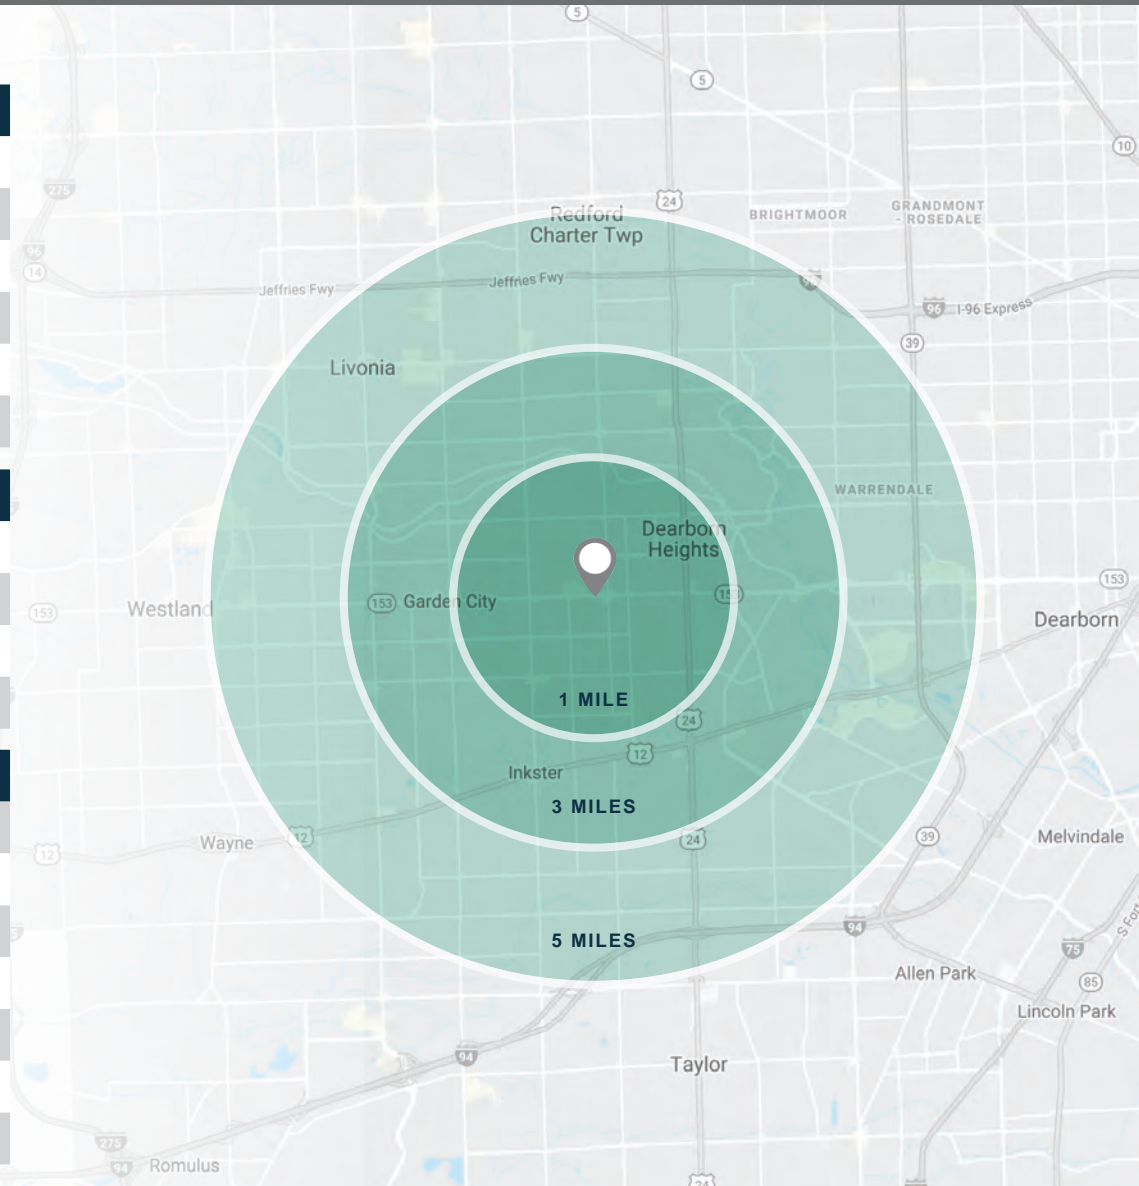 5
5
10
275
24
Redford
Charter Twp
BRIGHTMOOR
GRANDMONT
- ROSEDALE
96
14
Jeffries Fwy
Jeffries Fwy
96
96
I-96 Express
39
Livonia
WARRENDALE
Dearborn
Heights
153
153
Westland
153
Garden City
153
Dearborn
1 MILE
24
12
Inkster
3 MILES
Wayne
12
12
24
39
Melvindale
5 MILES
94
75
Allen Park
85
Lincoln Park
S Fort
94
Taylor
275
94
Romulus
24